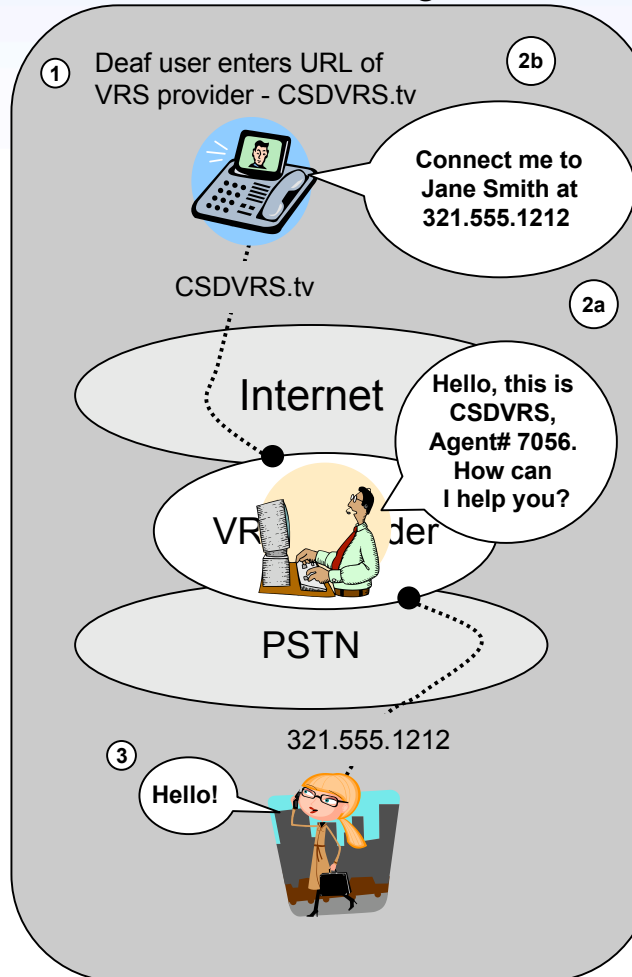 1
Deaf user enters URL of
VRS provider - CSDVRS.tv
2b
Connect me to
Jane Smith at
321.555.1212
CSDVRS.tv
2a
Internet
Hello, this is
CSDVRS,
Agent# 7056.
How can
I help you?
PSTN
321.555.1212
3
Hello!